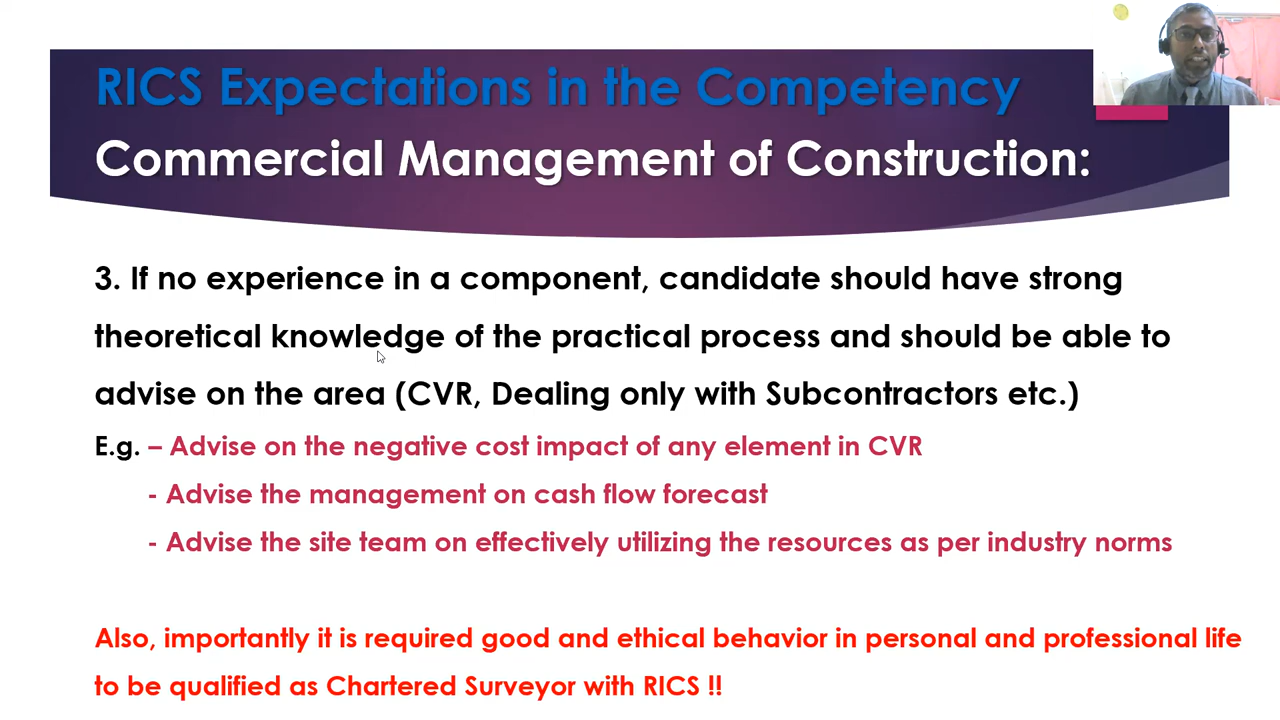 RICS Expectations in the Competency
Commercial Management of Construction:
3. If no experience in a component, candidate should have strong
theoretical knowledge of the practical process and should be able to
advise on the area (CVR, Dealing only with Subcontractors etc.)
E.g. – Advise on the negative cost impact of any element in CVR
- Advise the management on cash flow forecast
- Advise the site team on effectively utilizing the resources as per industry norms
Also, importantly it is required good and ethical behavior in personal and professional life
to be qualified as Chartered Surveyor with RICS !!